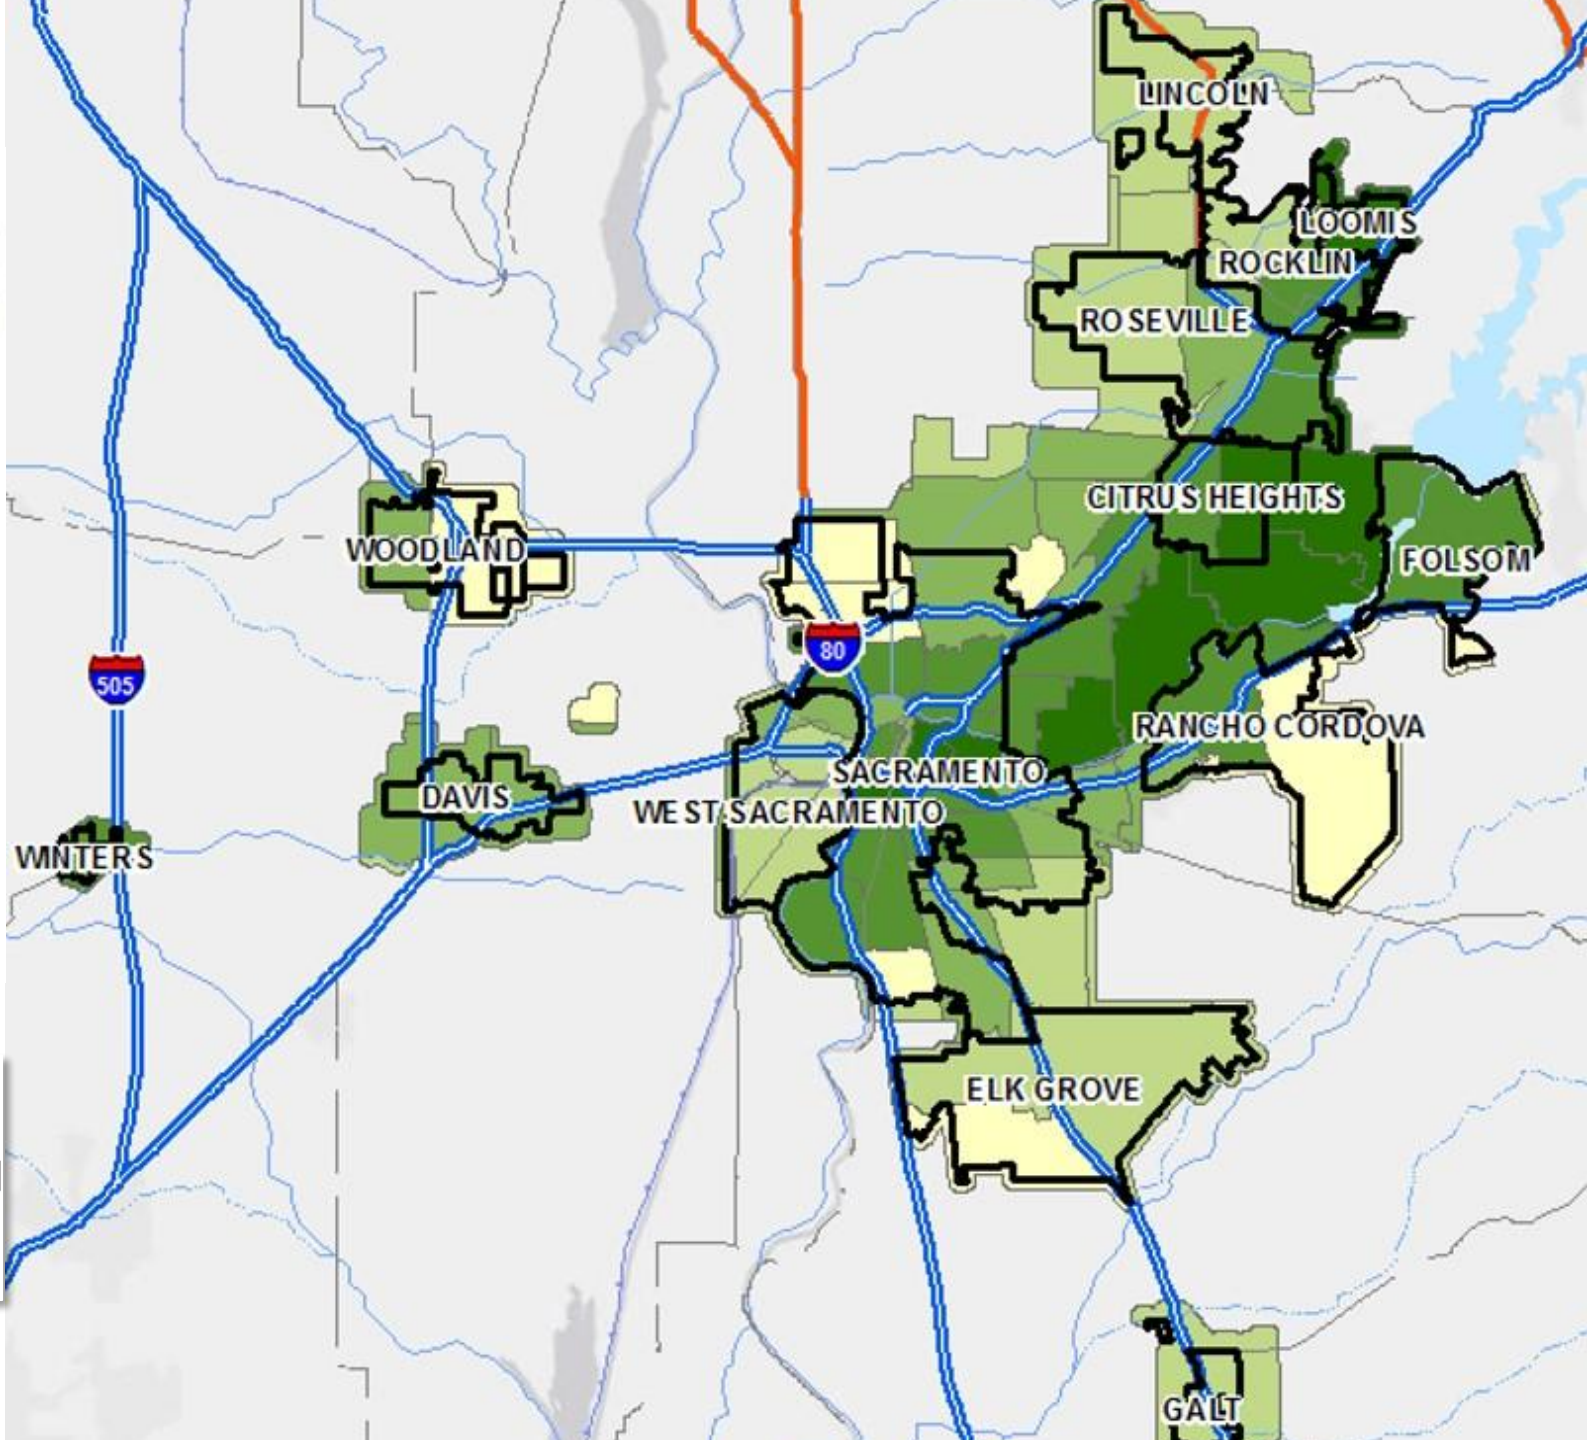 LINCOLN
LOOMIS
ROCKLIN
ROSEVILLE
CITRUS HEIGHTS
WOODLAND
FOLSOM
80
505
RANCHO CORDOVA
SACRAMENTO
DAVIS
WEST SACRAMENTO
WINTERS
ELK GROVE
GALT